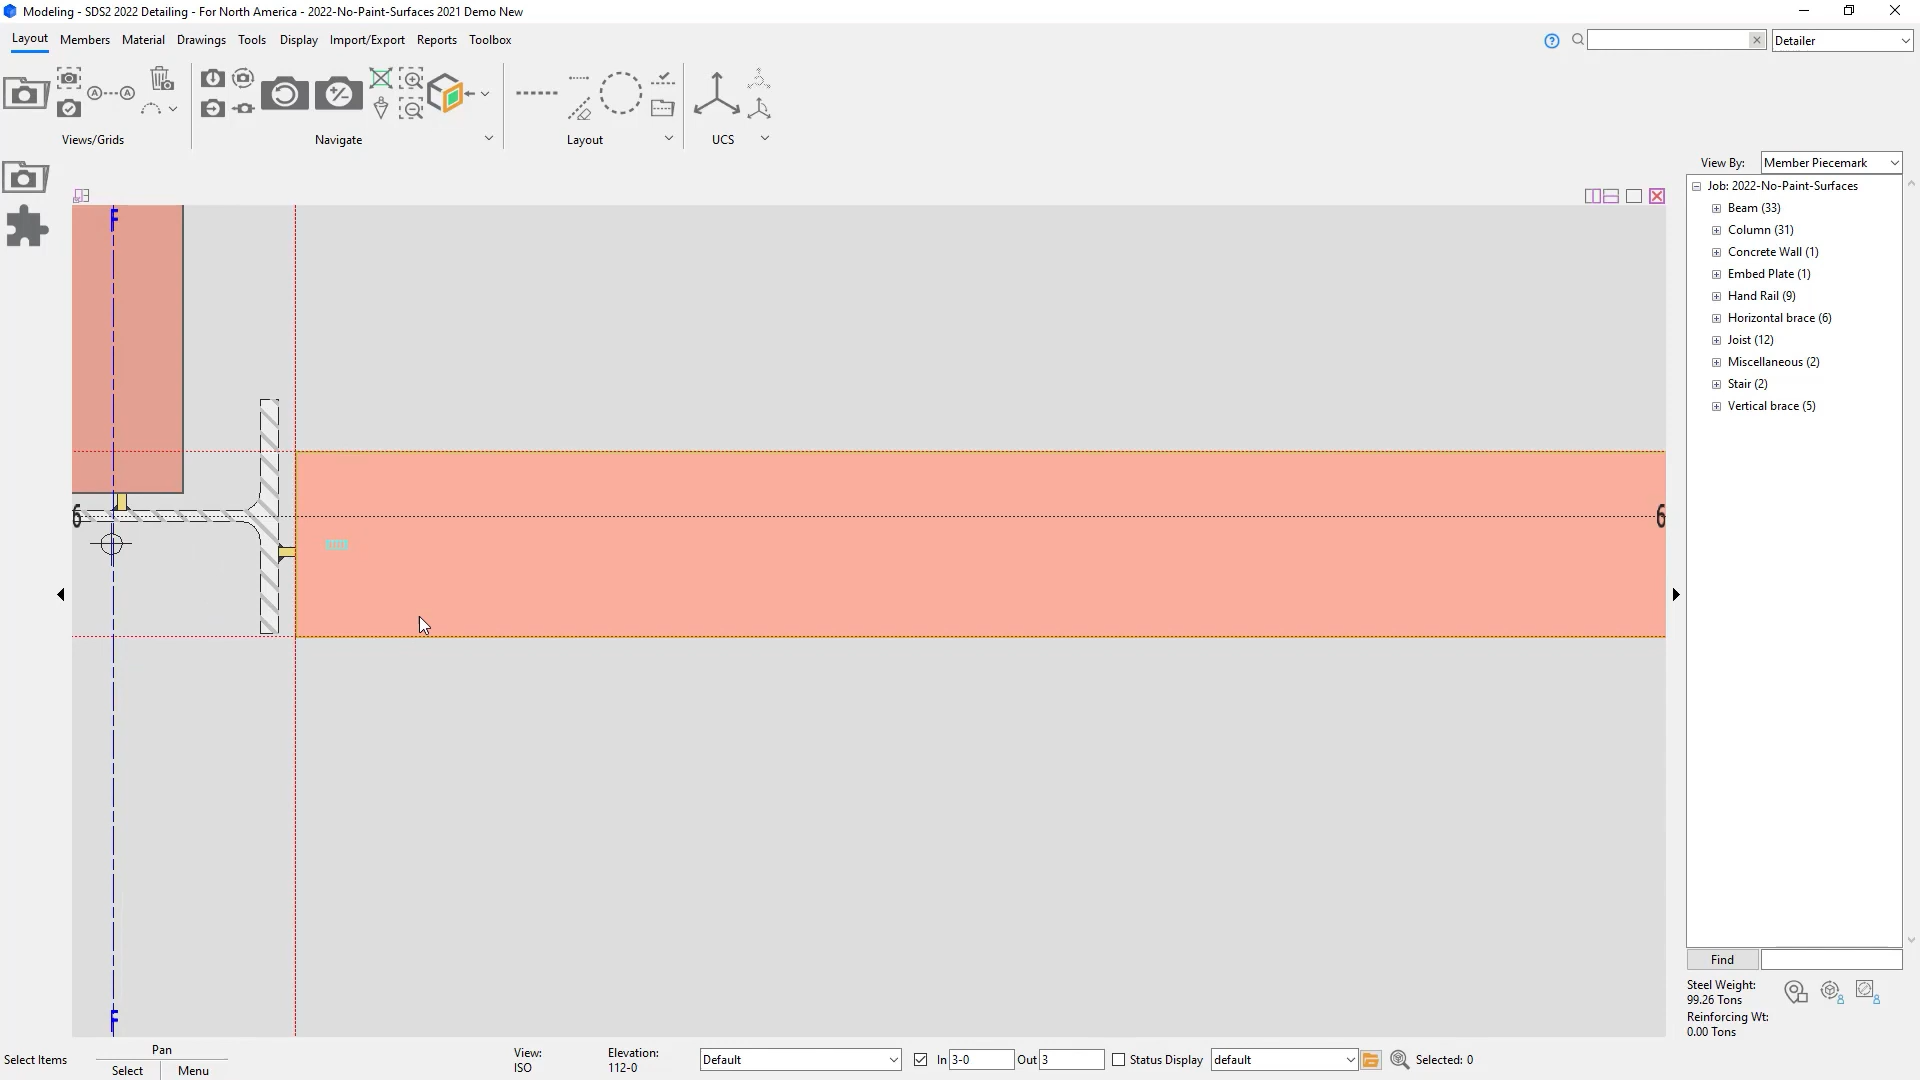 Modeling - SDS2 2022 Detailing - For North America - 2022-No-Paint-Surfaces 2021 Demo New
Layout Members Material Drawings Tools Display Import/Export Reports Toolbox
Detailer
Views/Grids
Navigate
Layout
UCS
View By: Member Piecemark
Job: 2022-No-Paint-Surfaces
Beam (33)
Column (31)
Concrete Wall (1)
Embed Plate (1)
Hand Rail (9)
Horizontal brace (6)
Joist (12)
Miscellaneous (2)
Stair (2)
Vertical brace (5)
F
6
6
F
Find
Steel Weight:
99.26 Tons
Reinforcing Wt:
0.00 Tons
Select Items
Pan
Select
Menu
View:
ISO
Elevation:
112-0
Default
In 3-0
Out 3
Status Display
default
Selected: 0